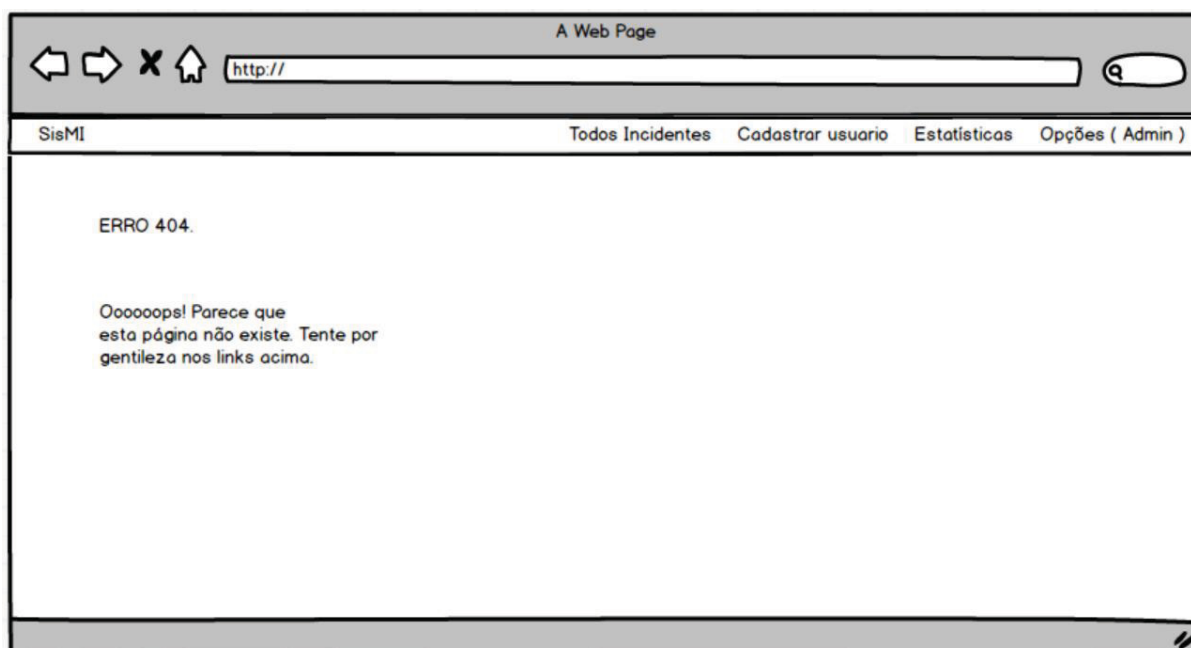 A Web Page
http://
SisMI Todos Incidentes Cadastrar usuario Estatísticas Opções ( Admin )
ERRO 404.
Oooooops! Parece que
esta página não existe. Tente por
gentileza nos links acima.